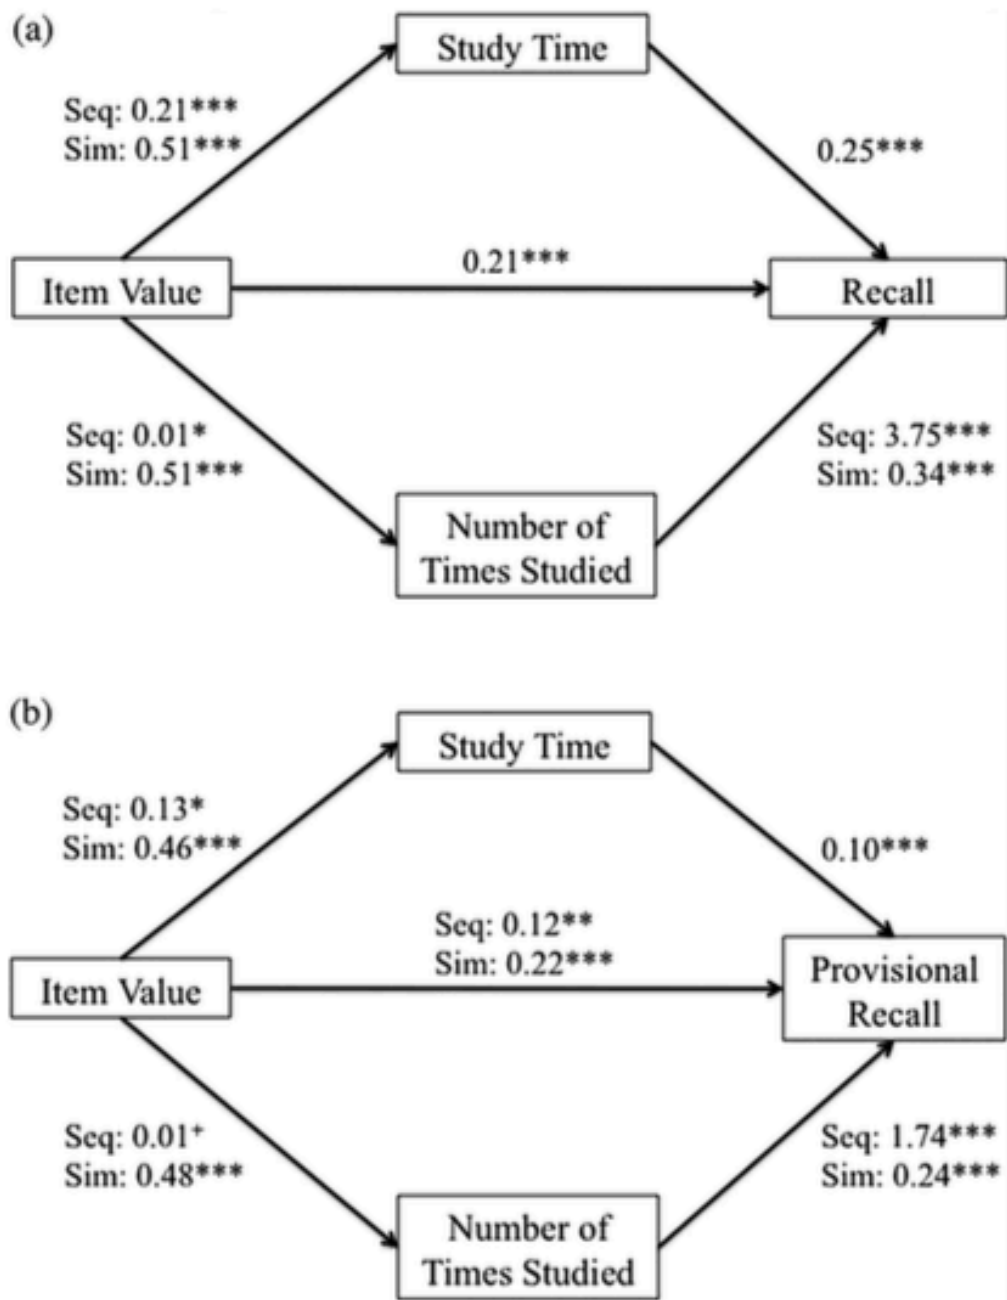 (a)
Study Time
Seq: 0.21***
Sim: 0.51***
0.25***
0.21***
Item Value
Recall
Seq: 0.01*
Sim: 0.51***
Seq: 3.75***
Sim: 0.34***
Number of
Times Studied
(b)
Study Time
Seq: 0.13*
Sim: 0.46***
0.10***
Seq: 0.12**
Sim: 0.22***
Item Value
Provisional
Recall
Seq: 0.01⁺
Sim: 0.48***
Seq: 1.74***
Sim: 0.24***
Number of
Times Studied